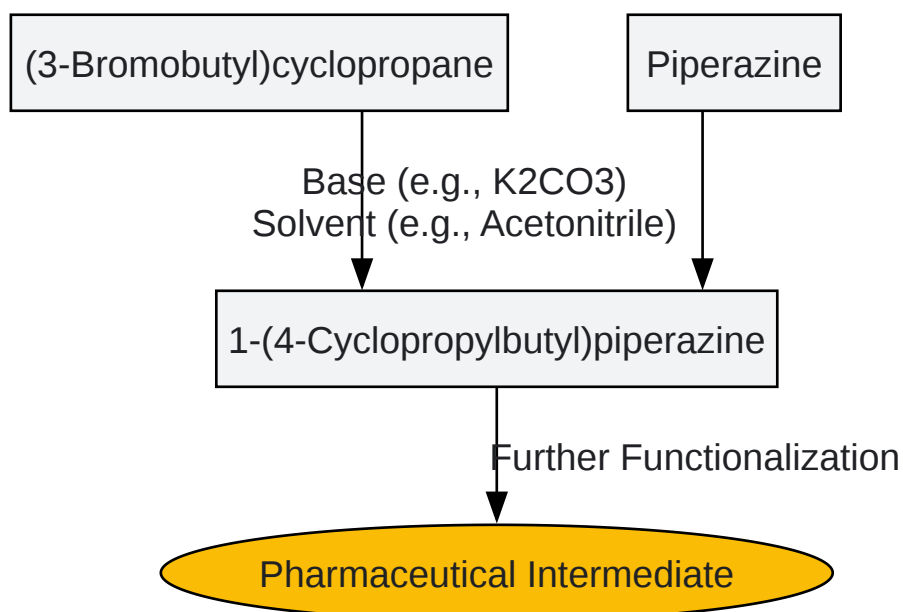 (3-Bromobutyl)cyclopropane
Piperazine
Base (e.g., K2CO3)
Solvent (e.g., Acetonitrile)
1-(4-Cyclopropylbutyl)piperazine
Further Functionalization
Pharmaceutical Intermediate